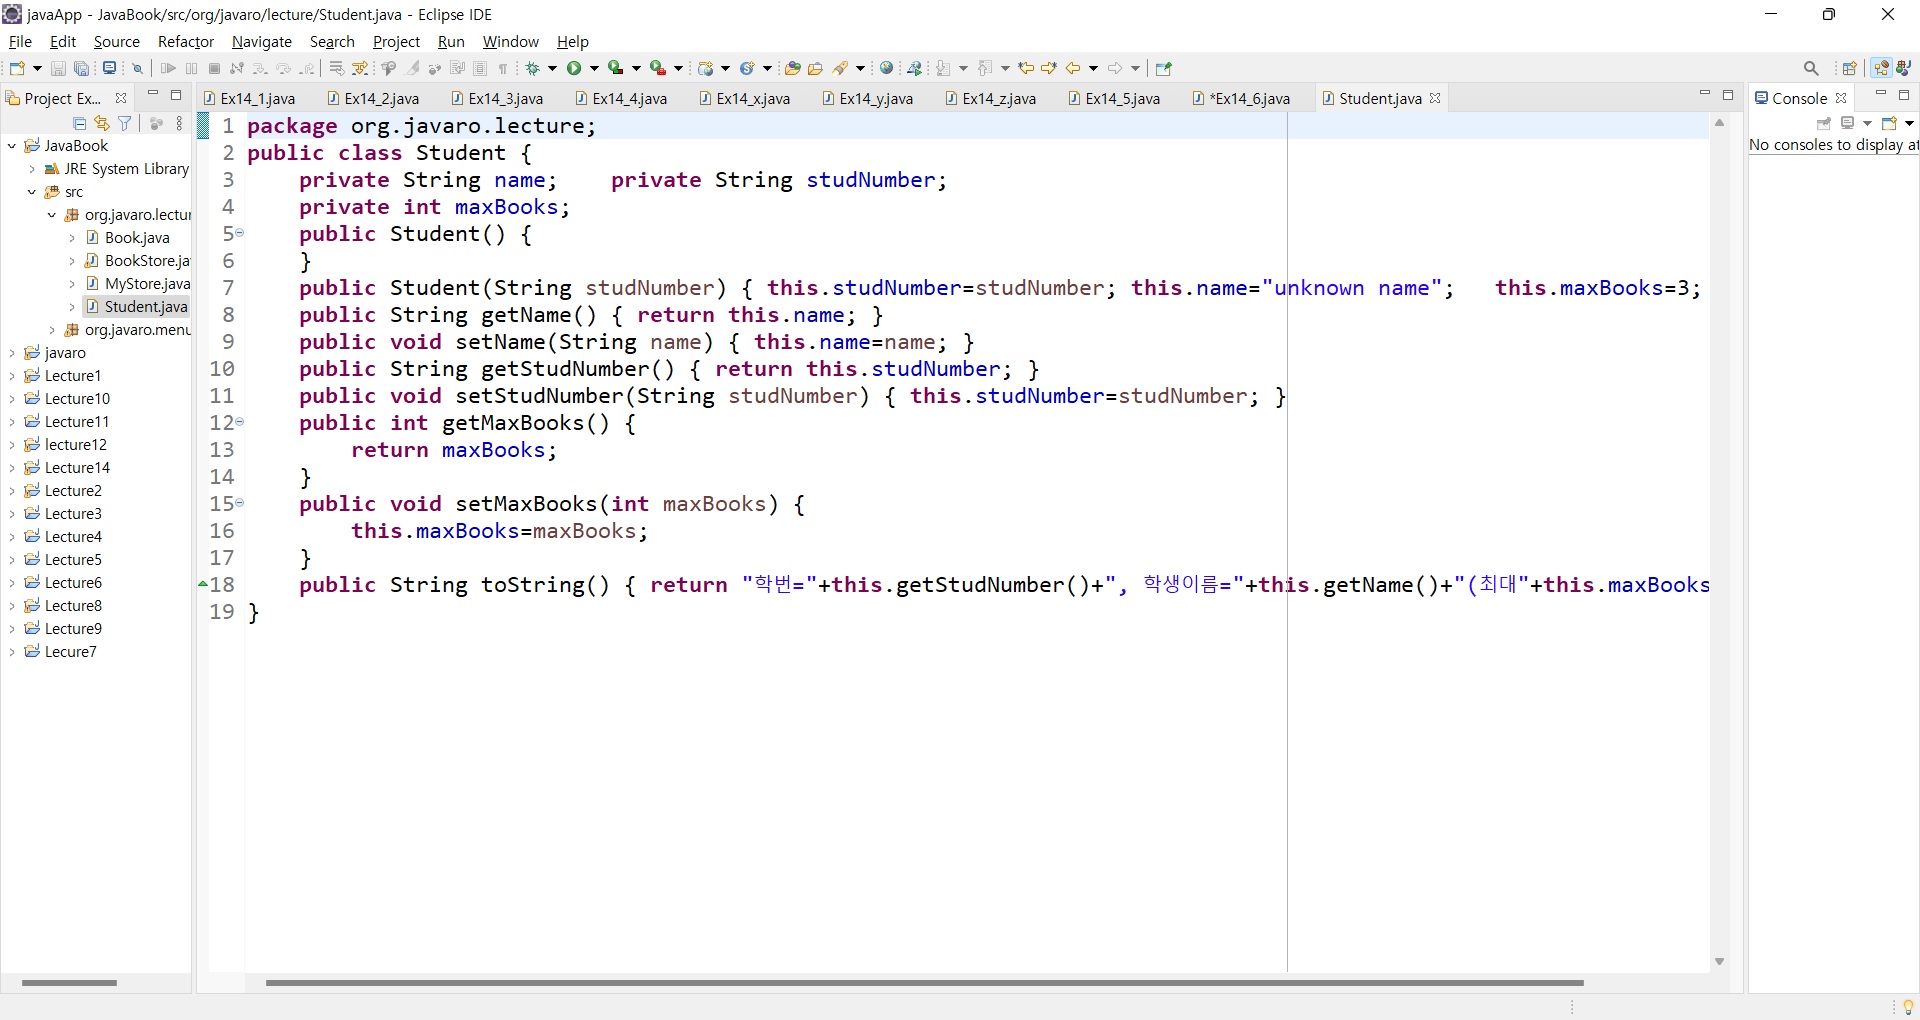 javaApp - JavaBook/src/org/javaro/lecture/Student.java - Eclipse IDE
File Edit Source Refactor Navigate Search Project Run Window Help
Project Ex...
Ex14_1.java Ex14_2.java Ex14_3.java Ex14_4.java Ex14_x.java Ex14_y.java Ex14_z.java Ex14_5.java *Ex14_6.java Student.java
Console
No consoles to display at
JavaBook
JRE System Library
src
org.javaro.lectur
Book.java
BookStore.ja
MyStore.java
Student.java
org.javaro.menu
javaro
Lecture1
Lecture10
Lecture11
lecture12
Lecture14
Lecture2
Lecture3
Lecture4
Lecture5
Lecture6
Lecture8
Lecture9
Lecure7
1 package org.javaro.lecture;
2 public class Student {
3 private String name; private String studNumber;
4 private int maxBooks;
5 public Student() {
6 }
7 public Student(String studNumber) { this.studNumber=studNumber; this.name="unknown name"; this.maxBooks=3;
8 public String getName() { return this.name; }
9 public void setName(String name) { this.name=name; }
10 public String getStudNumber() { return this.studNumber; }
11 public void setStudNumber(String studNumber) { this.studNumber=studNumber; }
12 public int getMaxBooks() {
13 return maxBooks;
14 }
15 public void setMaxBooks(int maxBooks) {
16 this.maxBooks=maxBooks;
17 }
18 public String toString() { return "학번="+this.getStudNumber()+", 학생이름="+this.getName()+"(최대"+this.maxBooks
19 }